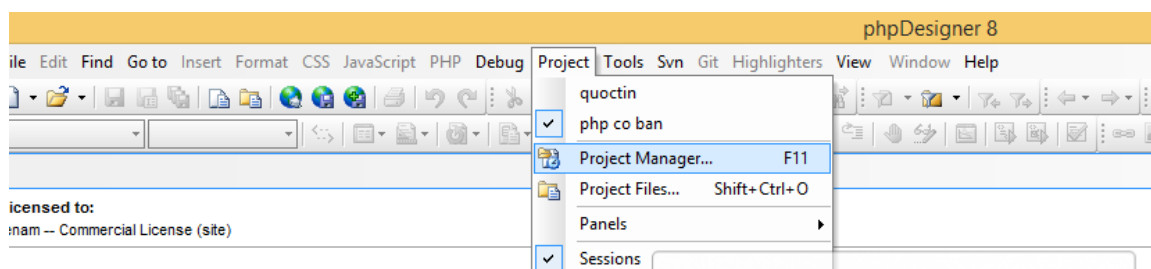 phpDesigner 8
ile Edit Find Go to Insert Format CSS JavaScript PHP Debug Project Tools Svn Git Highlighters View Window Help
quoctin
php co ban
Project Manager... F11
Project Files... Shift+Ctrl+O
icensed to:
enam -- Commercial License (site)
Panels
Sessions